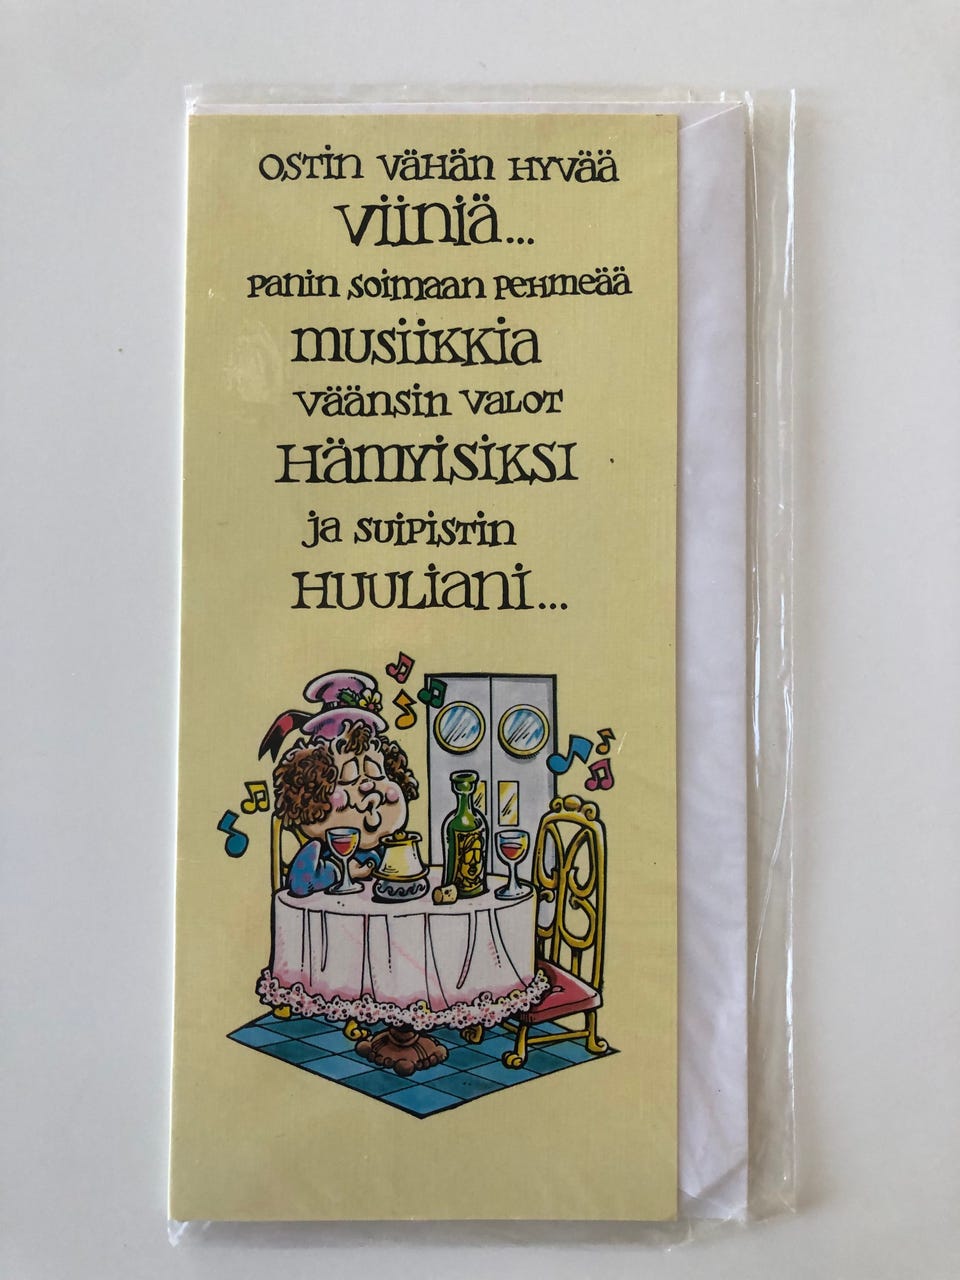 Ostin vähän hyvää
viiniä...
panin soimaan pehmeää
musiikkia
väänsin valot
hämyisiksi
ja suipistin
huuliani...